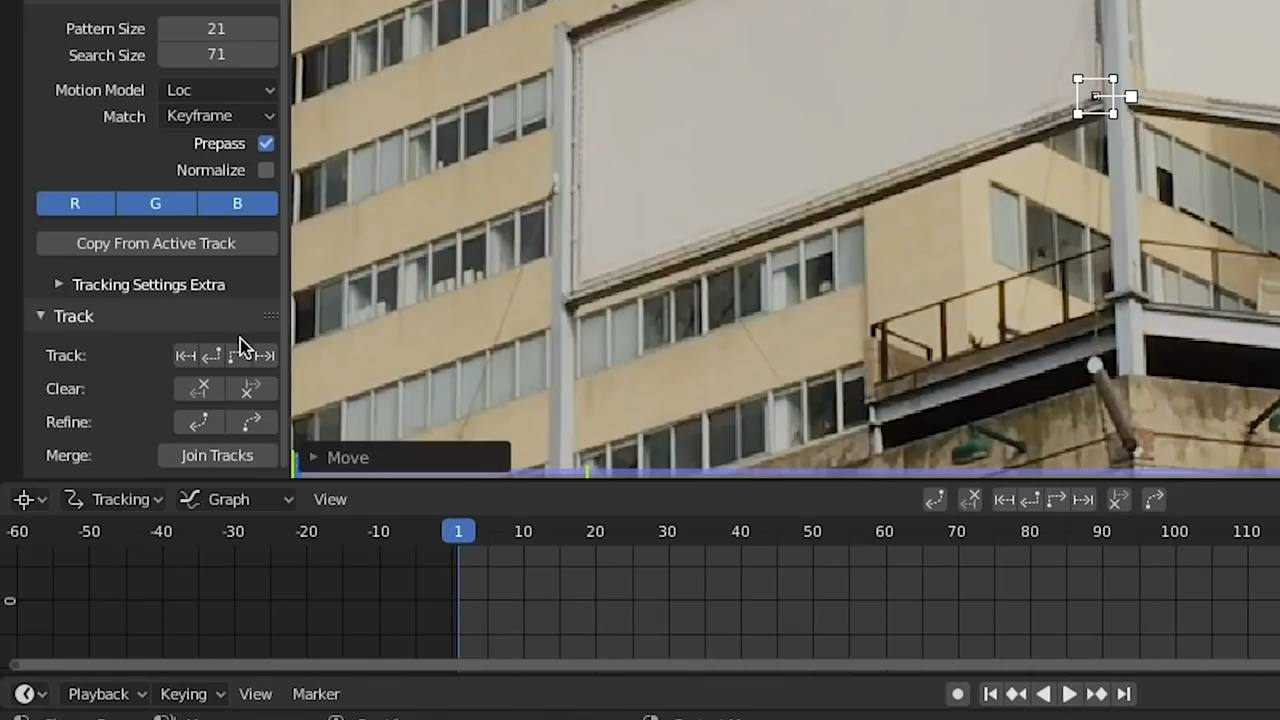 Pattern Size 21
Search Size 71
Motion Model Loc
Match Keyframe
Prepass
Normalize
R G B
Copy From Active Track
Tracking Settings Extra
Track
Track:
Clear:
Refine:
Merge: Join Tracks
Move
Tracking Graph View
-60 -50 -40 -30 -20 -10 1 10 20 30 40 50 60 70 80 90 100 110
0
Playback Keying View Marker